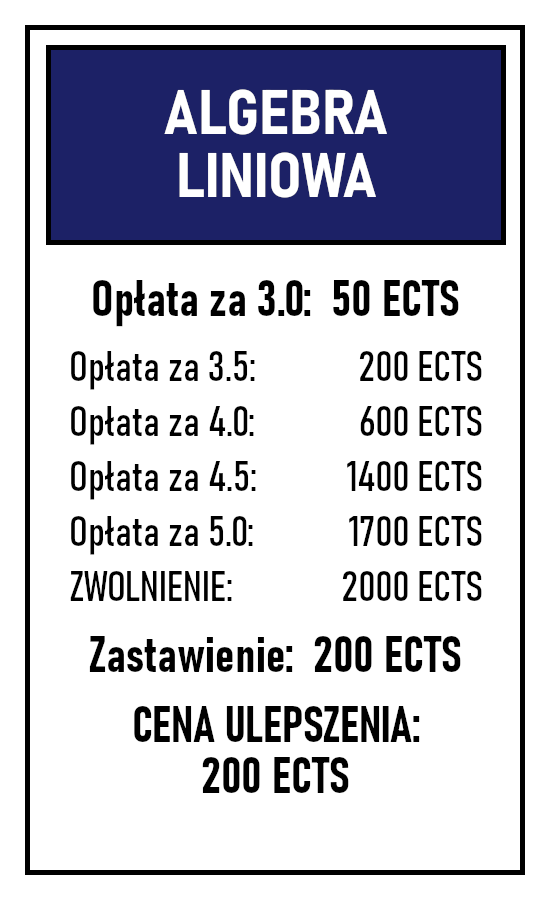 ALGEBRA
LINIOWA
Opłata za 3.0: 50 ECTS
Opłata za 3.5: 200 ECTS
Opłata za 4.0: 600 ECTS
Opłata za 4.5: 1400 ECTS
Opłata za 5.0: 1700 ECTS
ZWOLNIENIE: 2000 ECTS
Zastawienie: 200 ECTS
CENA ULEPSZENIA:
200 ECTS